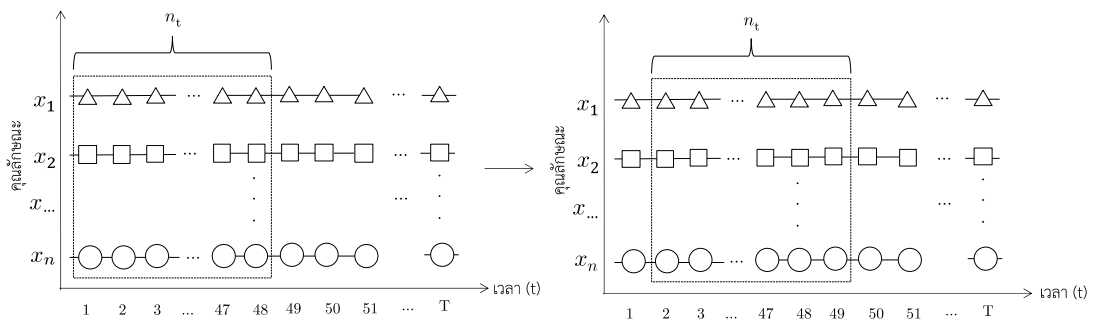 n_t
x_1
x_2
x_...
x_n
คุณลักษณะ
1 2 3 ... 47 48 49 50 51 ... T
เวลา (t)
n_t
x_1
x_2
x_...
x_n
คุณลักษณะ
1 2 3 ... 47 48 49 50 51 ... T
เวลา (t)